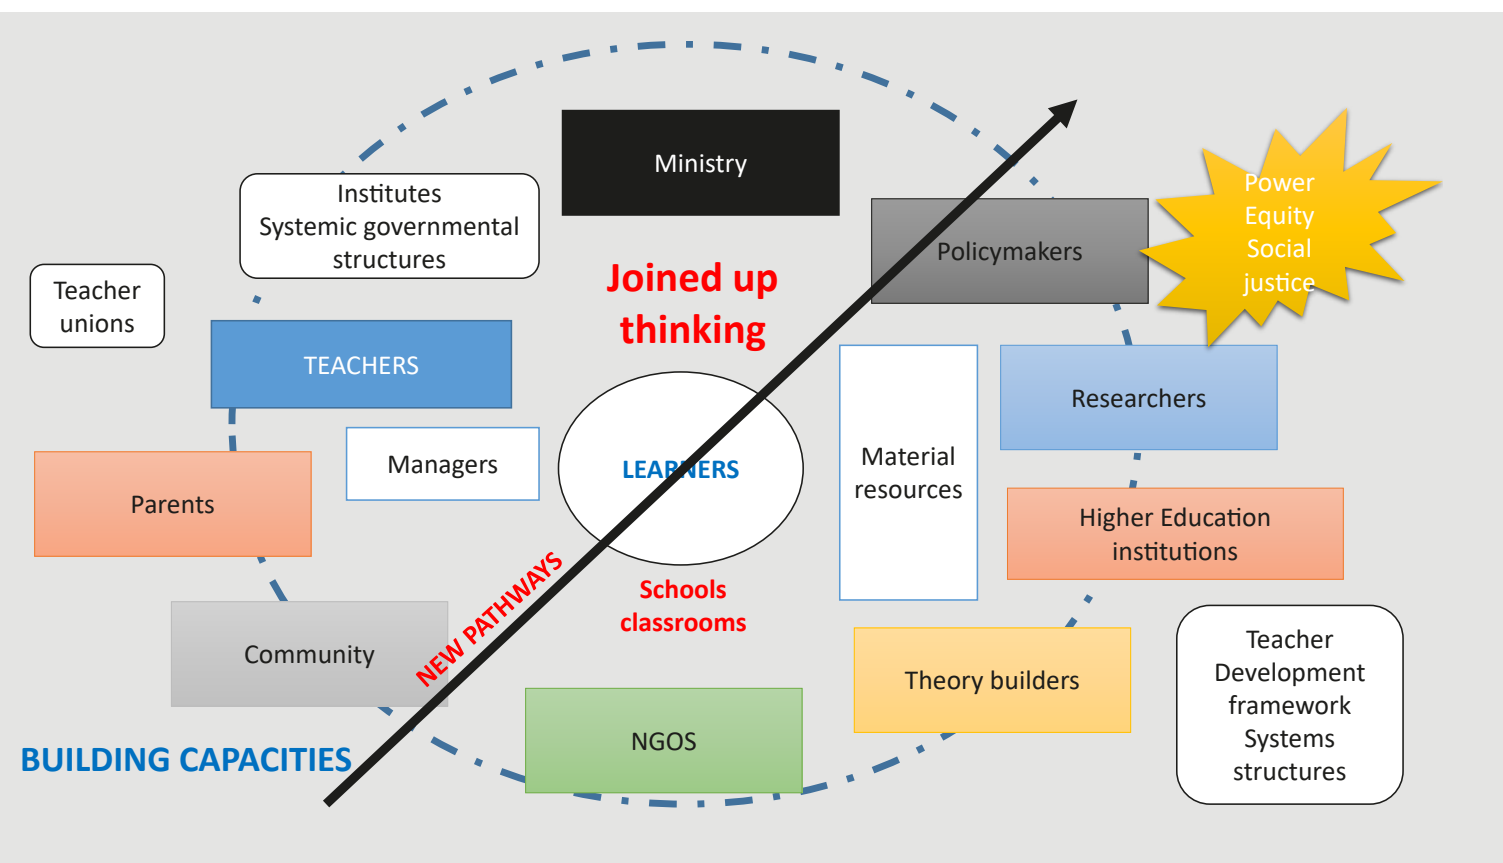 Ministry
Institutes
Systemic governmental
structures
Power
Equity
Social
justice
Policymakers
Teacher
unions
Joined up
thinking
TEACHERS
Researchers
Managers
LEARNERS
Material
resources
Parents
Higher Education
institutions
NEW PATHWAYS
Schools
classrooms
Community
Theory builders
Teacher
Development
framework
Systems
structures
NGOS
BUILDING CAPACITIES